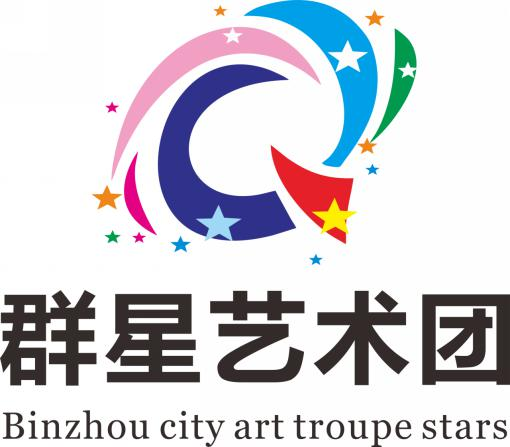 群星艺术团
Binzhou city art troupe stars